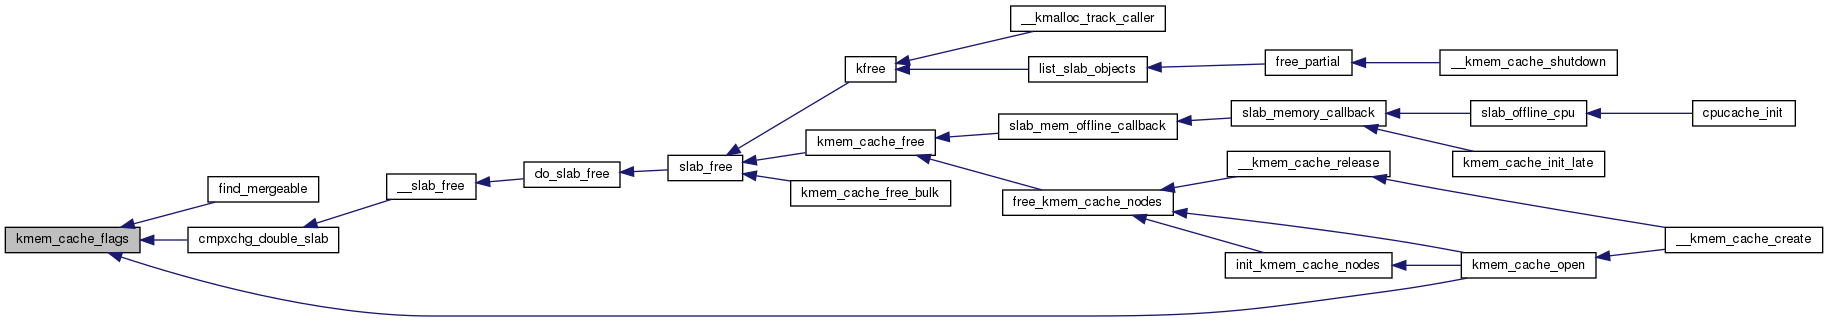 __kmalloc_track_caller
kfree
list_slab_objects
free_partial
__kmem_cache_shutdown
slab_memory_callback
slab_offline_cpu
cpucache_init
slab_mem_offline_callback
kmem_cache_free
kmem_cache_init_late
slab_free
__kmem_cache_release
do_slab_free
__slab_free
find_mergeable
kmem_cache_free_bulk
free_kmem_cache_nodes
kmem_cache_flags
cmpxchg_double_slab
__kmem_cache_create
init_kmem_cache_nodes
kmem_cache_open